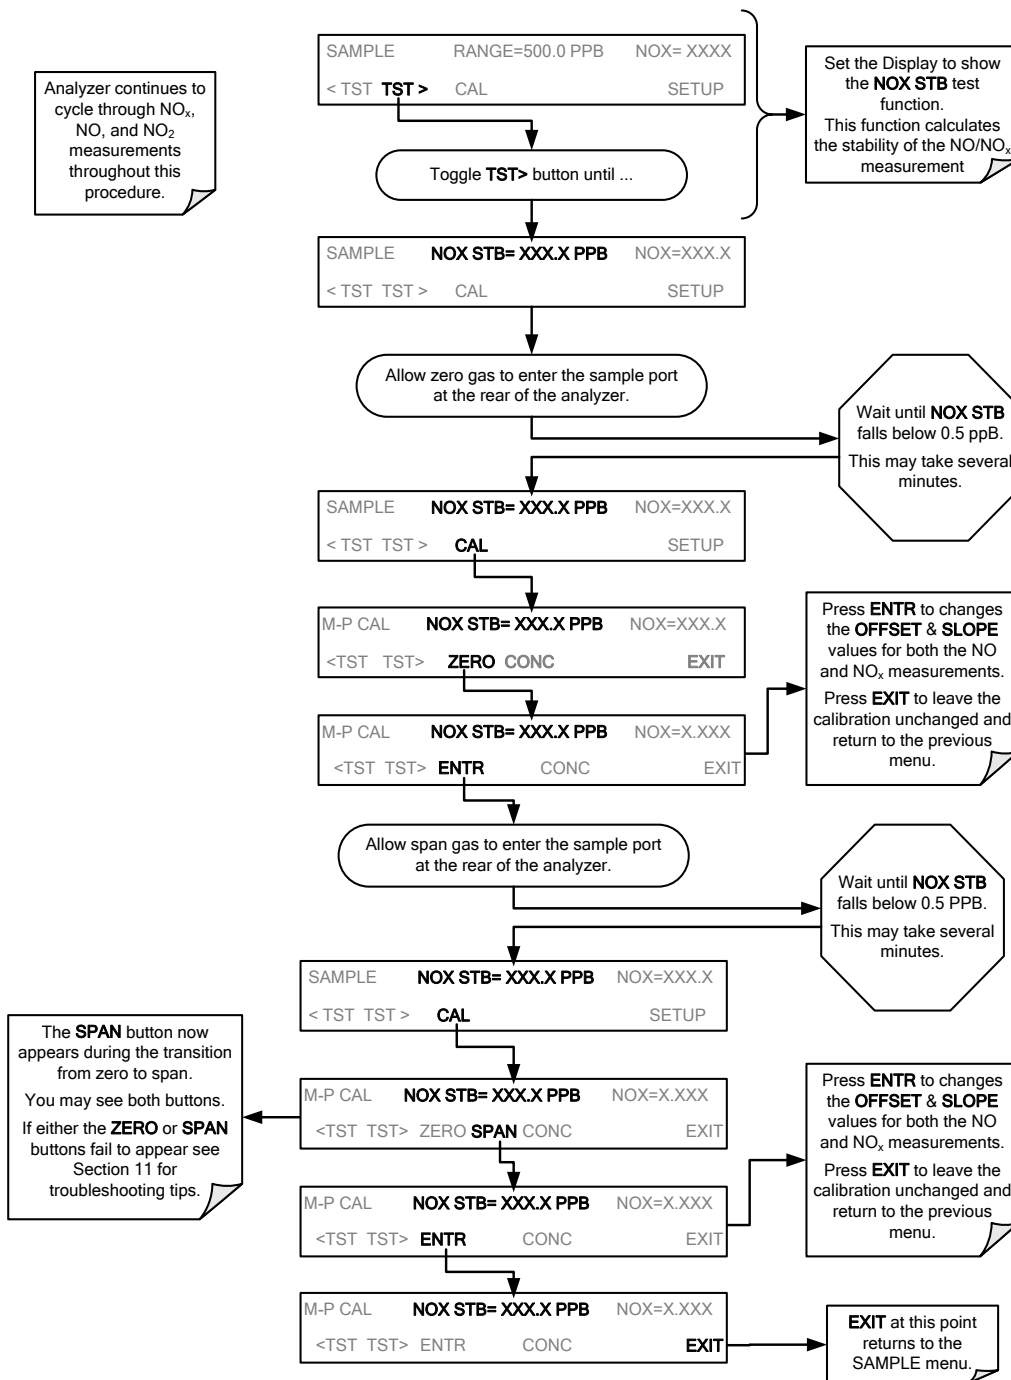 SAMPLE RANGE=500.0 PPB NOX= XXXX
< TST TST > CAL SETUP
Analyzer continues to
cycle through NOx,
NO, and NO2
measurements
throughout this
procedure.
Set the Display to show
the NOX STB test
function.
This function calculates
the stability of the NO/NOx
measurement
Toggle TST> button until ...
SAMPLE NOX STB= XXX.X PPB NOX=XXX.X
< TST TST > CAL SETUP
Allow zero gas to enter the sample port
at the rear of the analyzer.
Wait until NOX STB
falls below 0.5 ppB.
This may take several
minutes.
SAMPLE NOX STB= XXX.X PPB NOX=XXX.X
< TST TST > CAL SETUP
M-P CAL NOX STB= XXX.X PPB NOX=XXX.X
<TST TST> ZERO CONC EXIT
M-P CAL NOX STB= XXX.X PPB NOX=X.XXX
<TST TST> ENTR CONC EXIT
Press ENTR to changes
the OFFSET & SLOPE
values for both the NO
and NOx measurements.
Press EXIT to leave the
calibration unchanged and
return to the previous
menu.
Allow span gas to enter the sample port
at the rear of the analyzer.
Wait until NOX STB
falls below 0.5 PPB.
This may take several
minutes.
SAMPLE NOX STB= XXX.X PPB NOX=XXX.X
< TST TST > CAL SETUP
The SPAN button now
appears during the transition
from zero to span.
You may see both buttons.
If either the ZERO or SPAN
buttons fail to appear see
Section 11 for
troubleshooting tips.
M-P CAL NOX STB= XXX.X PPB NOX=X.XXX
<TST TST> ZERO SPAN CONC EXIT
M-P CAL NOX STB= XXX.X PPB NOX=X.XXX
<TST TST> ENTR CONC EXIT
Press ENTR to changes
the OFFSET & SLOPE
values for both the NO
and NOx measurements.
Press EXIT to leave the
calibration unchanged and
return to the previous
menu.
M-P CAL NOX STB= XXX.X PPB NOX=X.XXX
<TST TST> ENTR CONC EXIT
EXIT at this point
returns to the
SAMPLE menu.